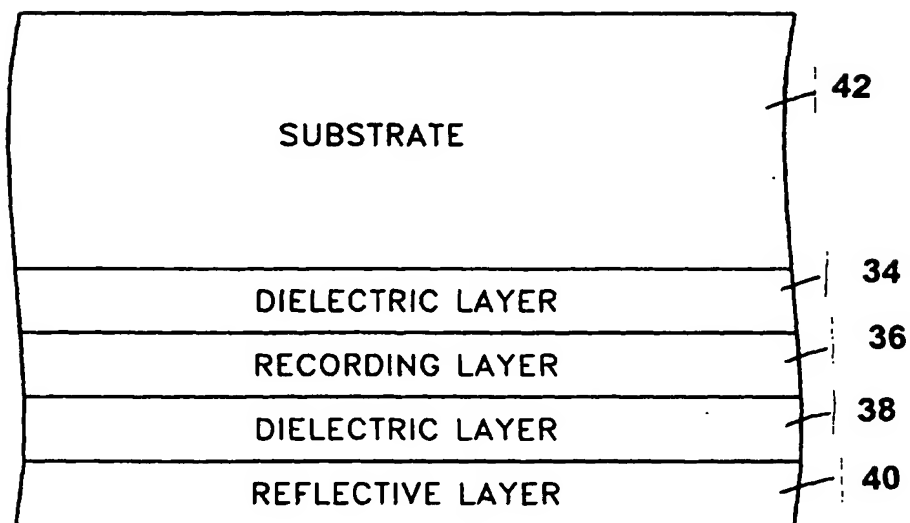 42
SUBSTRATE
34
DIELECTRIC LAYER
36
RECORDING LAYER
38
DIELECTRIC LAYER
40
REFLECTIVE LAYER